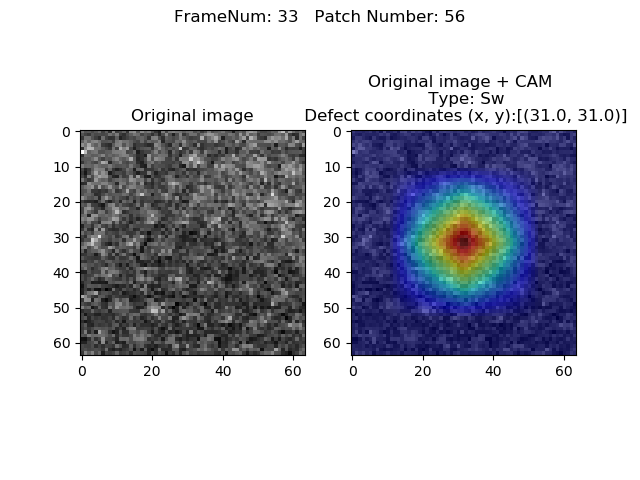 FrameNum: 33   Patch Number: 56
Original image
Original image + CAM
Type: Sw
Defect coordinates (x, y):[(31.0, 31.0)]
0
10
20
30
40
50
60
0 20 40 60
0
10
20
30
40
50
60
0 20 40 60